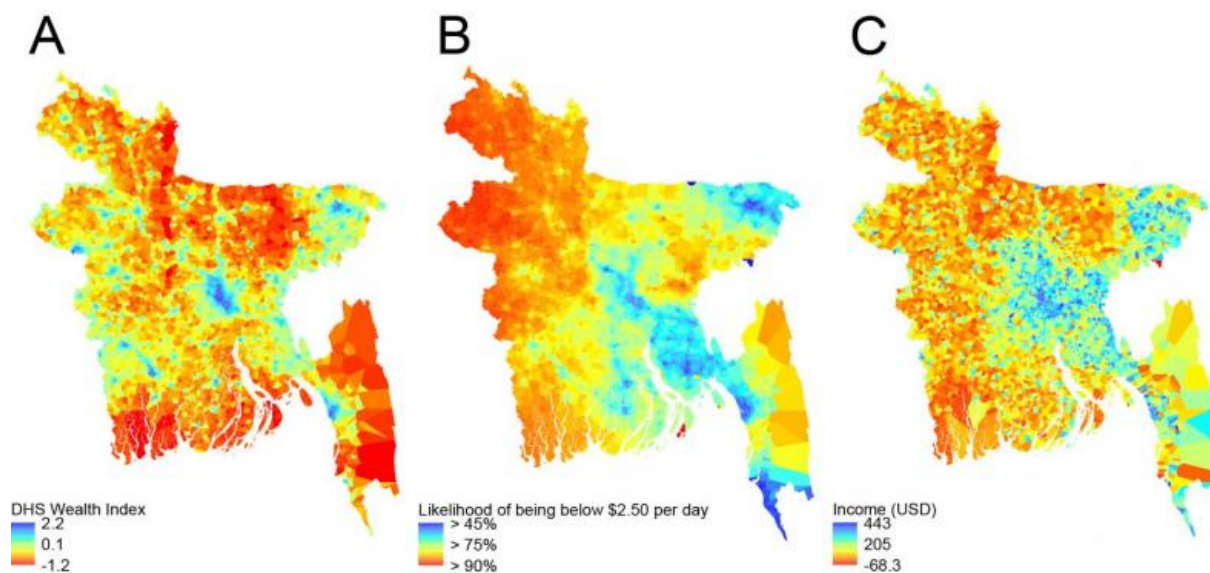 A
B
C
DHS Wealth Index
2.2
0.1
-1.2
Likelihood of being below $2.50 per day
> 45%
> 75%
> 90%
Income (USD)
443
205
-68.3